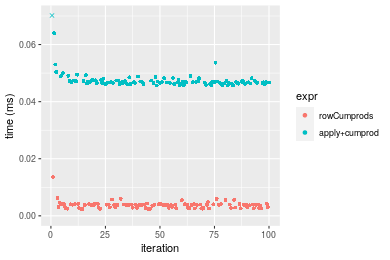 0.06
0.04
0.02
0.00
time (ms)
0
25
50
75
100
iteration
expr
rowCumprods
apply+cumprod